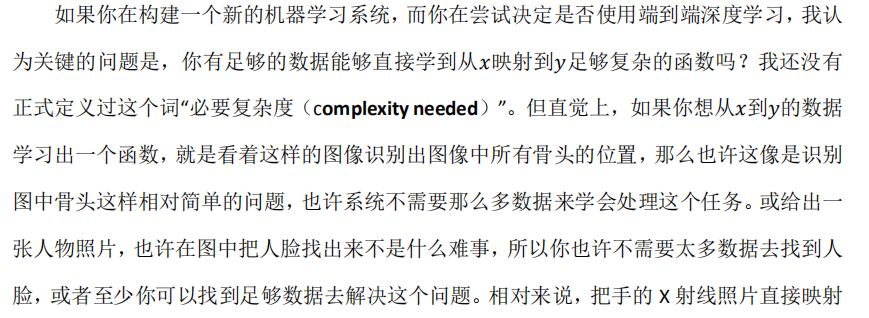 如果你在构建一个新的机器学习系统，而你在尝试决定是否使用端到端深度学习，我认
为关键的问题是，你有足够的数据能够直接学到从𝑥映射到𝑦足够复杂的函数吗？我还没有
正式定义过这个词“必要复杂度（complexity needed）”。但直觉上，如果你想从𝑥到𝑦的数据
学习出一个函数，就是看着这样的图像识别出图像中所有骨头的位置，那么也许这像是识别
图中骨头这样相对简单的问题，也许系统不需要那么多数据来学会处理这个任务。或给出一
张人物照片，也许在图中把人脸找出来不是什么难事，所以你也许不需要太多数据去找到人
脸，或者至少你可以找到足够数据去解决这个问题。相对来说，把手的 X 射线照片直接映射